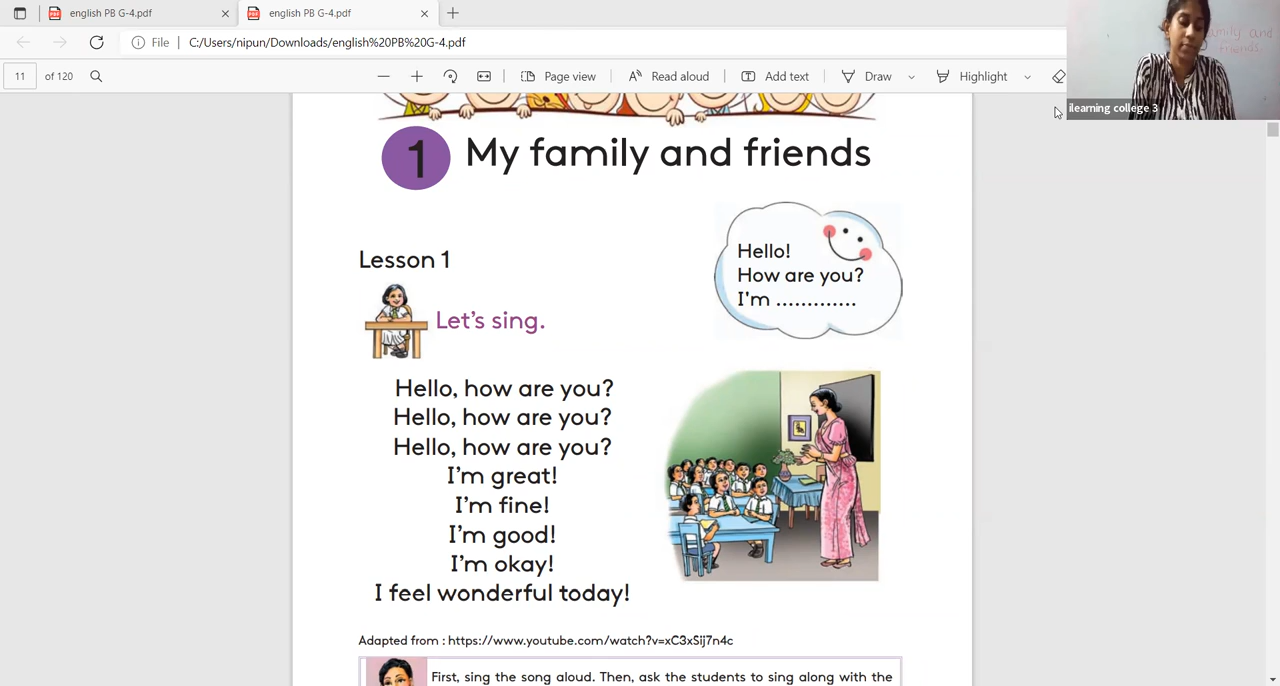 english PB G-4.pdf
english PB G-4.pdf
File
C:/Users/nipun/Downloads/english%20PB%20G-4.pdf
11 of 120
Page view
Read aloud
Add text
Draw
Highlight
family and
friends
ilearning college 3
1 My family and friends
Hello!
How are you?
I'm .............
Lesson 1
Let's sing.
Hello, how are you?
Hello, how are you?
Hello, how are you?
I'm great!
I'm fine!
I'm good!
I'm okay!
I feel wonderful today!
Adapted from : https://www.youtube.com/watch?v=xC3xSij7n4c
First, sing the song aloud. Then, ask the students to sing along with the